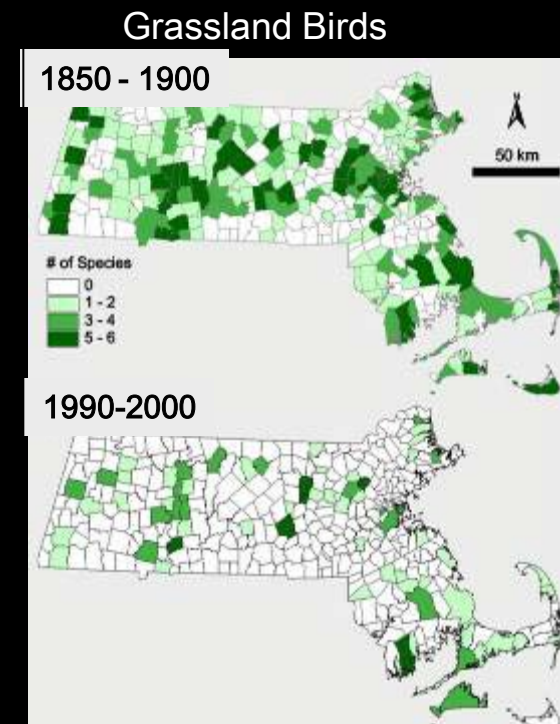 Grassland Birds
1850 - 1900
50 km
# of Species
0
1 - 2
3 - 4
5 - 6
1990-2000